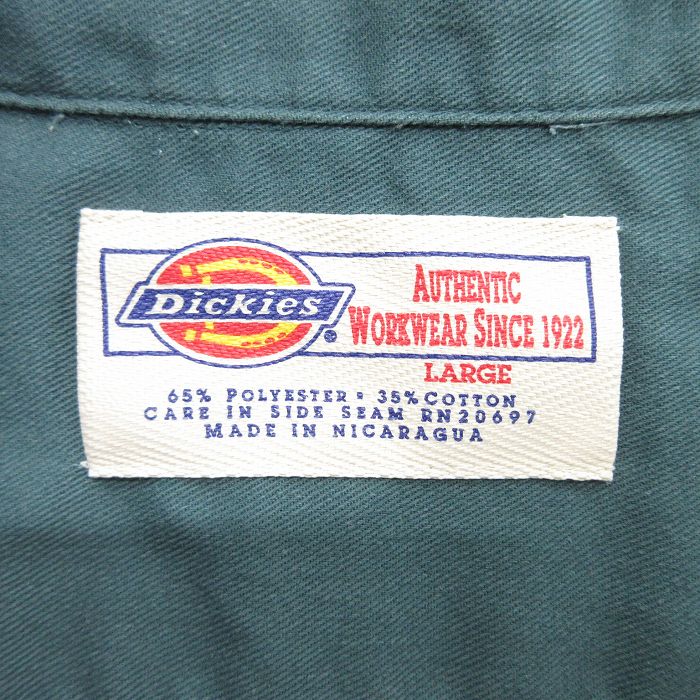 Dickies®
AUTHENTIC
WORKWEAR SINCE 1922
LARGE
65% POLYESTER • 35% COTTON
CARE IN SIDE SEAM RN20697
MADE IN NICARAGUA